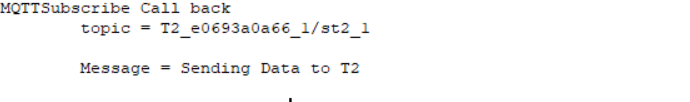 MQTTSubscribe Call back
topic = T2_e0693a0a66_1/st2_1
Message = Sending Data to T2